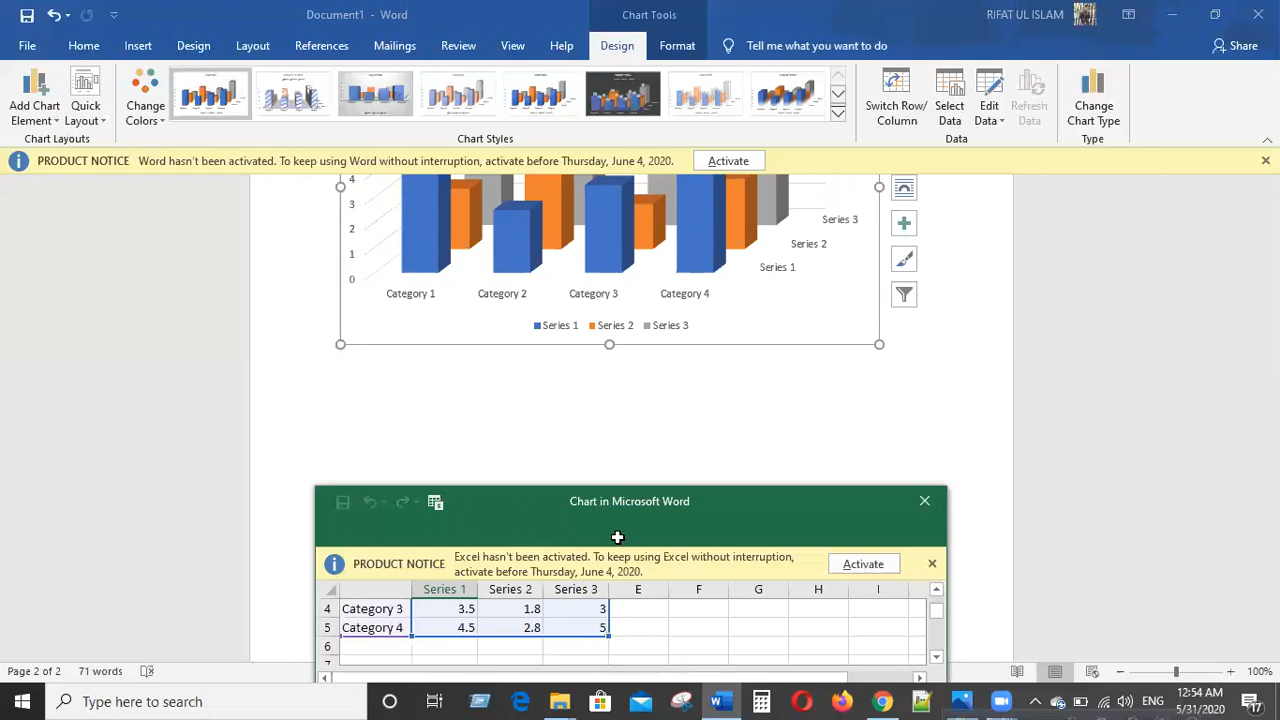 Document1 - Word
Chart Tools
RIFAT UL ISLAM
File Home Insert Design Layout References Mailings Review View Help Design Format Tell me what you want to do Share
Add Chart Element
Quick Layout
Change Colors
Switch Row/ Column
Select Data
Edit Data
Refresh Data
Change Chart Type
Chart Layouts Chart Styles Data Type
PRODUCT NOTICE Word hasn't been activated. To keep using Word without interruption, activate before Thursday, June 4, 2020. Activate
4
3
2
1
0
Series 3
Series 2
Series 1
Category 1 Category 2 Category 3 Category 4
Series 1 Series 2 Series 3
Chart in Microsoft Word
PRODUCT NOTICE Excel hasn't been activated. To keep using Excel without interruption,
activate before Thursday, June 4, 2020.
Activate
Series 1 Series 2 Series 3 E F G H I
4 Category 3 3.5 1.8 3
5 Category 4 4.5 2.8 5
6
7
Page 2 of 2 71 words 100%
Type here to search
ENG
12:54 AM
5/31/2020
17